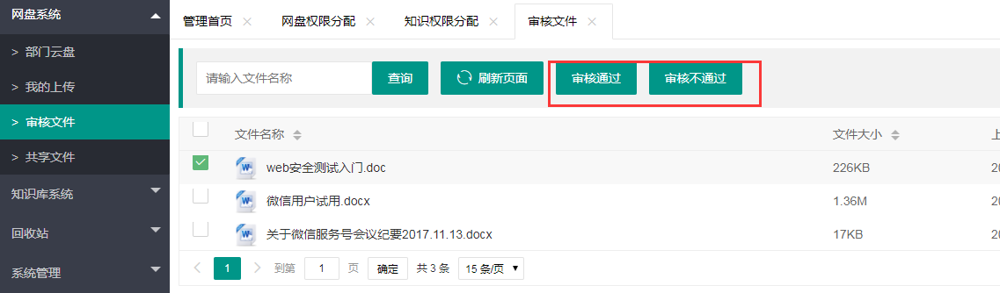 网盘系统
> 部门云盘
> 我的上传
> 审核文件
> 共享文件
知识库系统
回收站
系统管理
管理首页 网盘权限分配 知识权限分配 审核文件
请输入文件名称 查询 刷新页面 审核通过 审核不通过
文件名称 文件大小 上
web安全测试入门.doc 226KB 20
微信用户试用.docx 1.36M 20
关于微信服务号会议纪要2017.11.13.docx 17KB 20
1 到第 1 页 确定 共 3 条 15 条/页